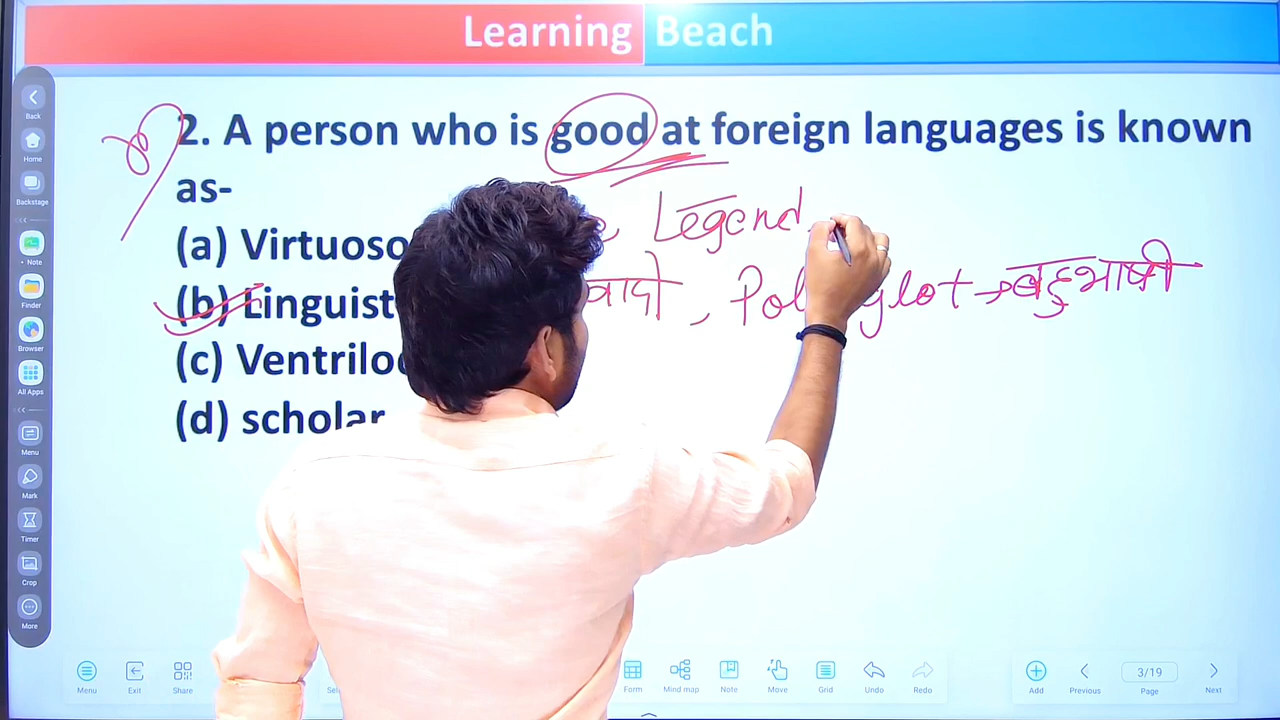 Learning Beach
2. A person who is good at foreign languages is known
as-
Legend
(a) Virtuoso
(b) Linguist
, Polyglot → बहुभाषी
(c)
(d) scholar
Back
Home
Backstage
Note
Finder
Browser
All Apps
Menu
Mark
Timer
Crop
More
Menu Exit Share Form Mind map Note Move Grid Undo Redo Add Previous 3/19 Page Next